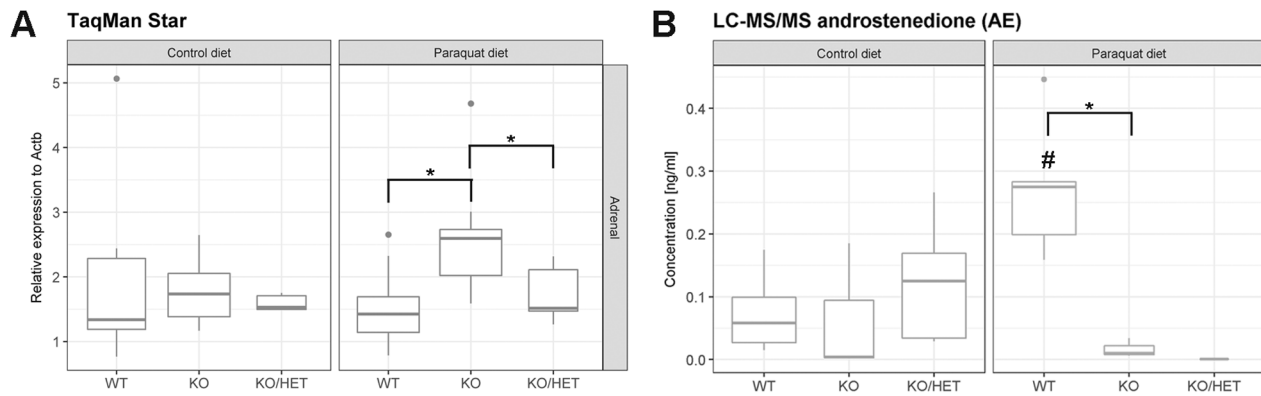 A TaqMan Star
Control diet
Paraquat diet
Relative expression to Actb
5
4
3
2
1
*
*
Adrenal
WT
KO
KO/HET
WT
KO
KO/HET
B LC-MS/MS androstenedione (AE)
Control diet
Paraquat diet
Concentration [ng/ml]
0.4
0.3
0.2
0.1
0.0
*
#
WT
KO
KO/HET
WT
KO
KO/HET